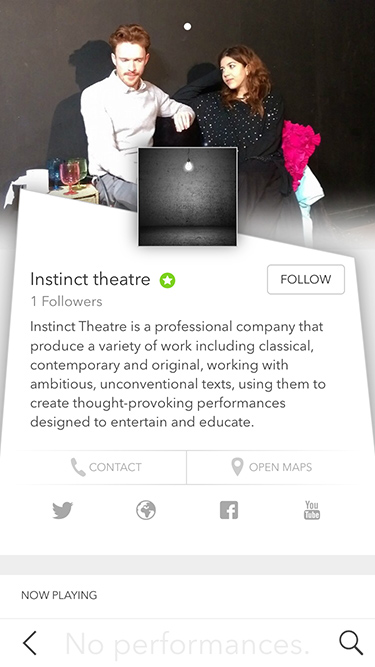 Instinct theatre
FOLLOW
1 Followers
Instinct Theatre is a professional company that
produce a variety of work including classical,
contemporary and original, working with
ambitious, unconventional texts, using them to
create thought-provoking performances
designed to entertain and educate.
CONTACT
OPEN MAPS
You
Tube
NOW PLAYING
No performances.